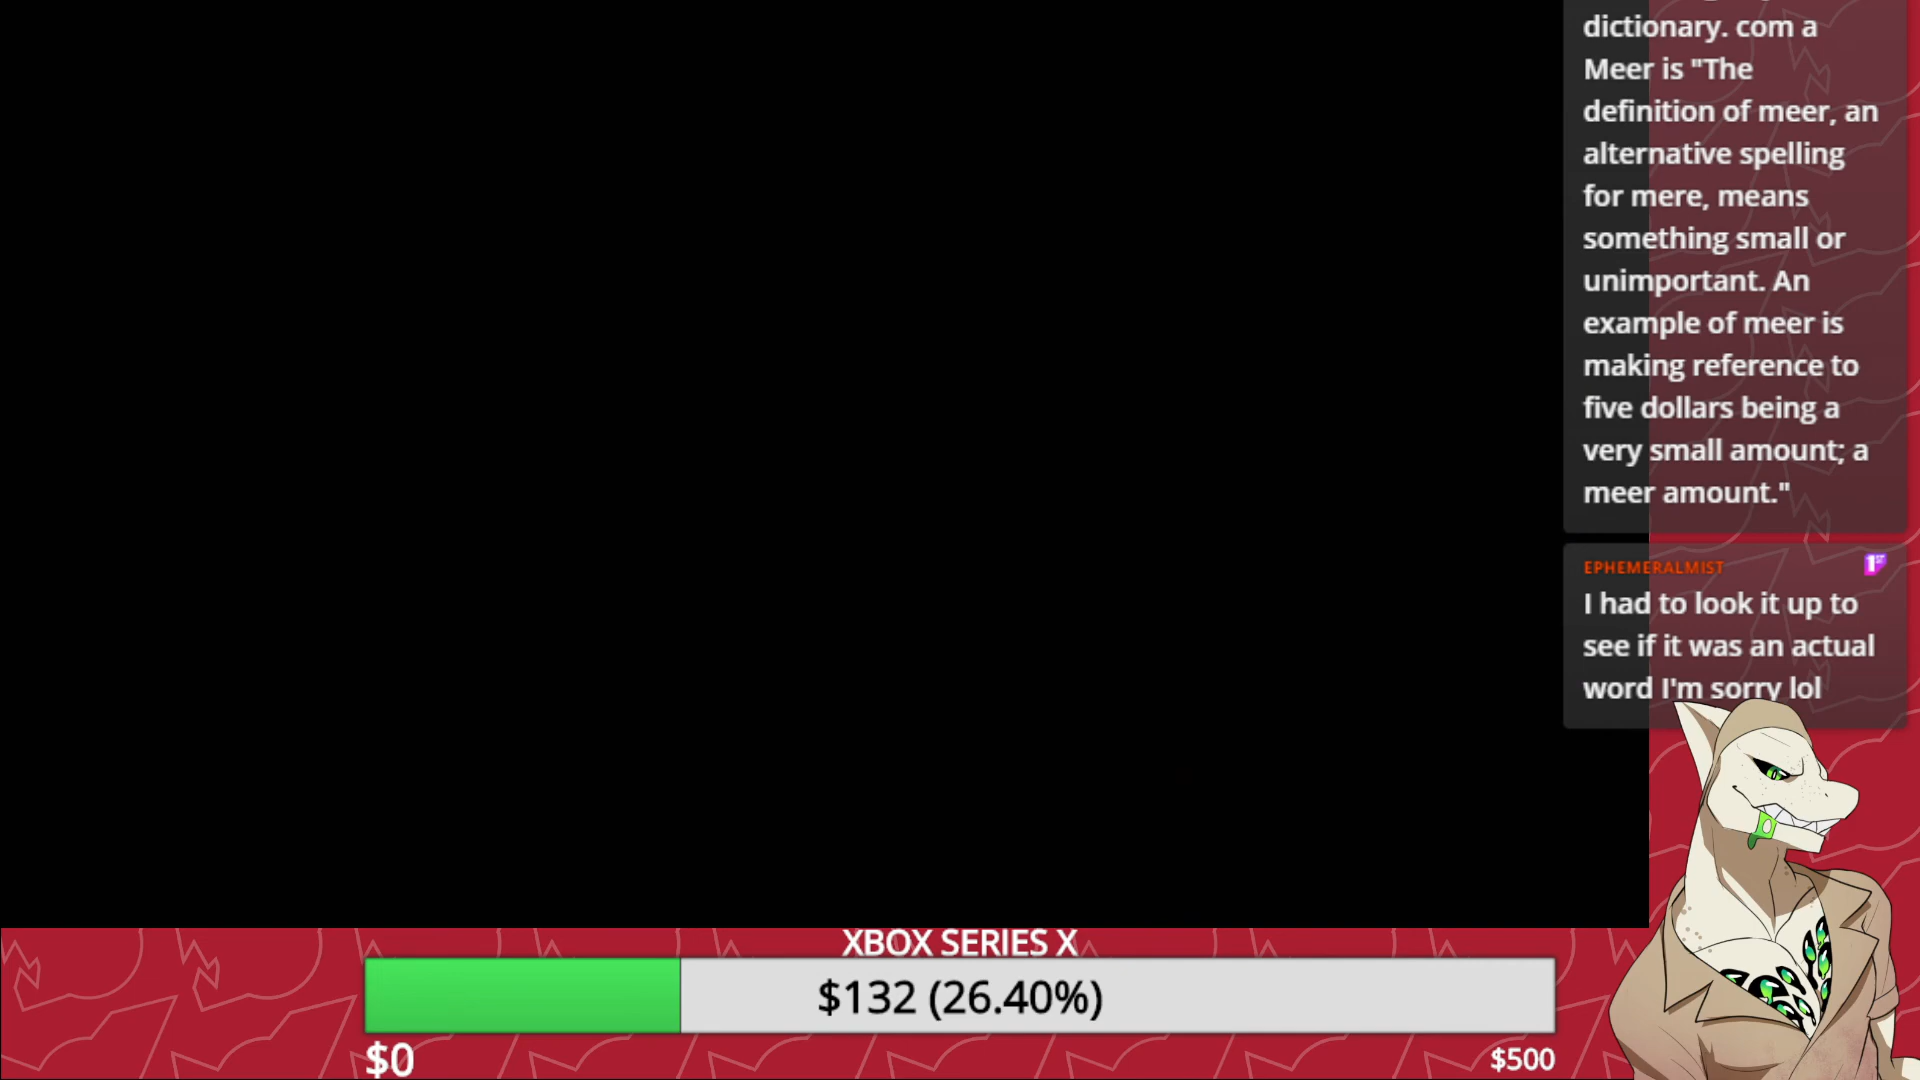 dictionary. com a
Meer is "The
definition of meer, an
alternative spelling
for mere, means
something small or
unimportant. An
example of meer is
making reference to
five dollars being a
very small amount; a
meer amount."
EPHEMERALMIST
I had to look it up to
see if it was an actual
word I'm sorry lol
XBOX SERIES X
$132 (26.40%)
$0
$500